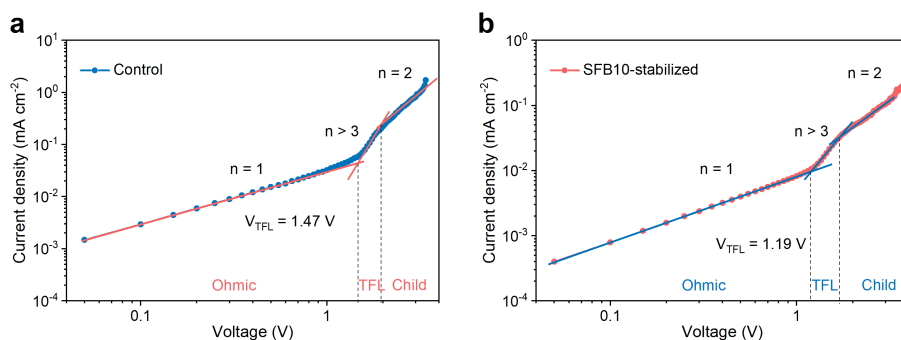 a
10¹
10⁰
10⁻¹
10⁻²
10⁻³
10⁻⁴
Current density (mA cm⁻²)
Control
n = 2
n > 3
n = 1
V_TFL = 1.47 V
Ohmic
TFL
Child
0.1
1
Voltage (V)
b
10⁰
10⁻¹
10⁻²
10⁻³
10⁻⁴
Current density (mA cm⁻²)
SFB10-stabilized
n = 2
n > 3
n = 1
V_TFL = 1.19 V
Ohmic
TFL
Child
0.1
1
Voltage (V)